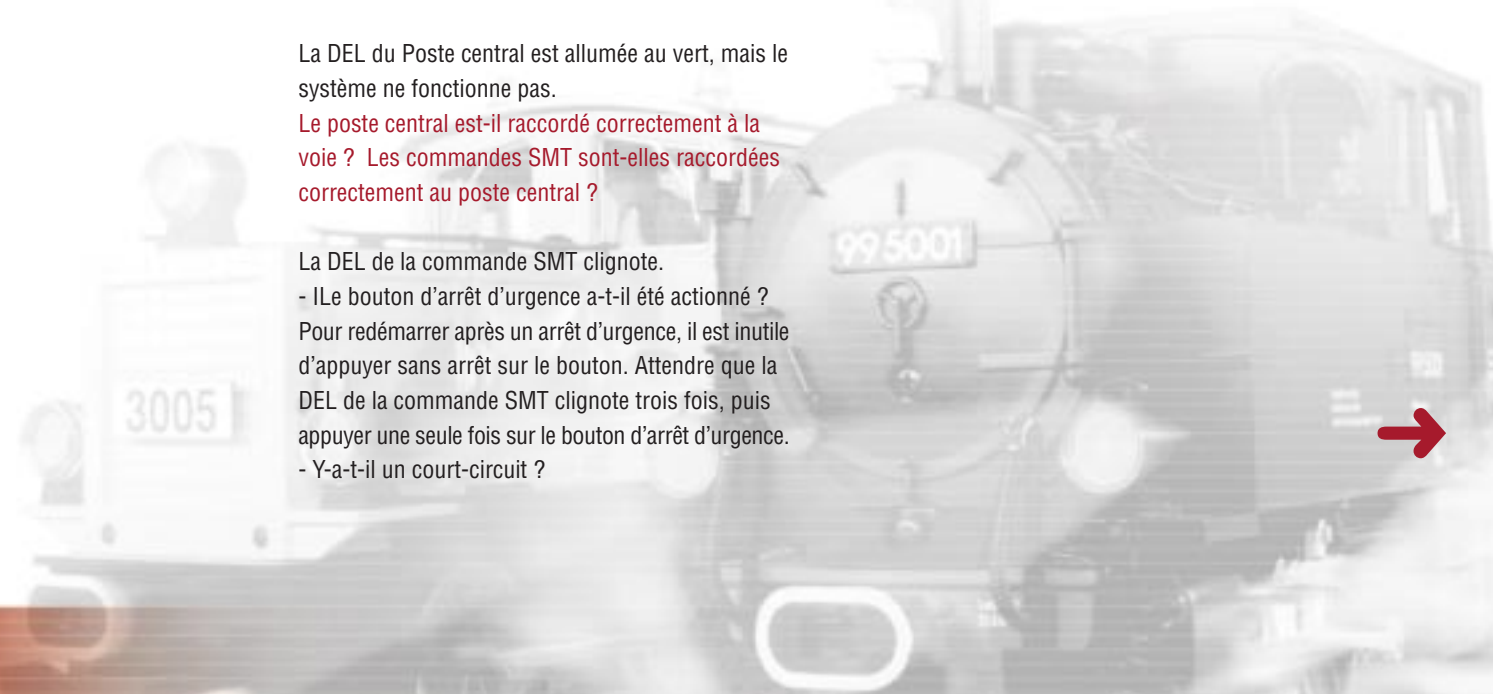 La DEL du Poste central est allumée au vert, mais le
système ne fonctionne pas.
Le poste central est-il raccordé correctement à la
voie ?  Les commandes SMT sont-elles raccordées
correctement au poste central ?
La DEL de la commande SMT clignote.
- ILe bouton d’arrêt d’urgence a-t-il été actionné ?
Pour redémarrer après un arrêt d’urgence, il est inutile
d’appuyer sans arrêt sur le bouton. Attendre que la
DEL de la commande SMT clignote trois fois, puis
appuyer une seule fois sur le bouton d’arrêt d’urgence.
- Y-a-t-il un court-circuit ?
99 5001
3005